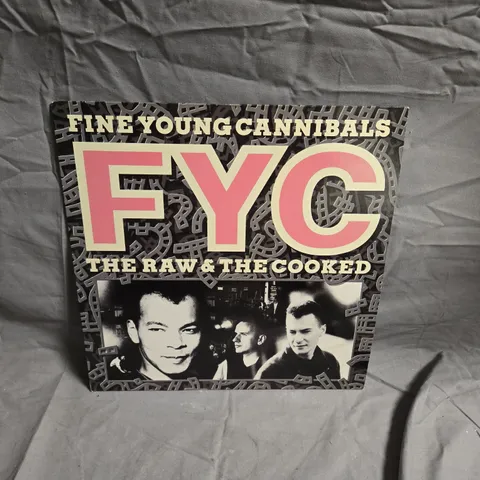 FINE YOUNG CANNIBALS
FYC
THE RAW & THE COOKED